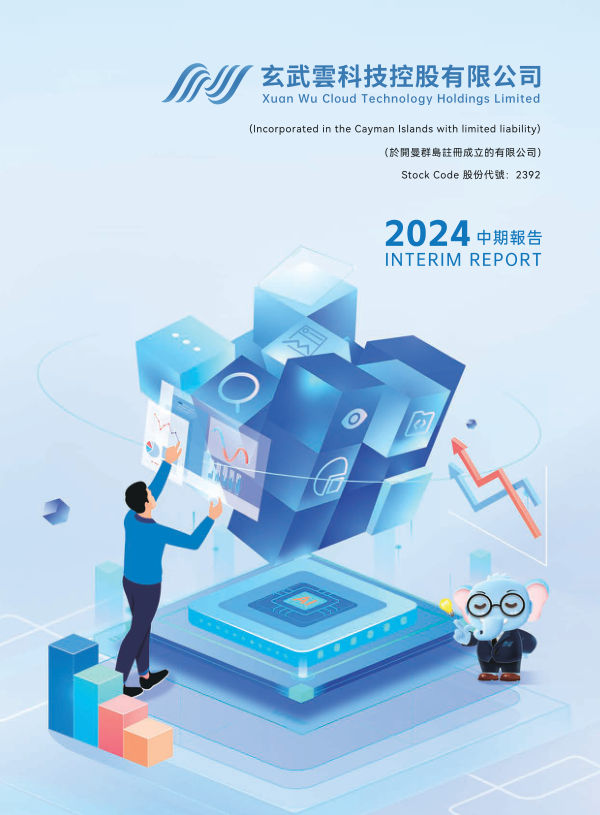 玄武雲科技控股有限公司
Xuan Wu Cloud Technology Holdings Limited
(Incorporated in the Cayman Islands with limited liability)
(於開曼群島註冊成立的有限公司)
Stock Code 股份代號：2392
2024 中期報告
INTERIM REPORT